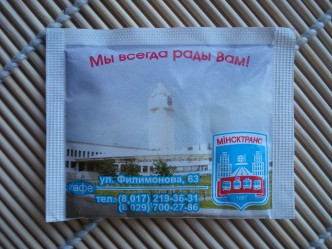 Мы всегда рады Вам!
МIНСКТРАНС
кафе
ул. Филимонова, 63
тел. (8 017) 219-36-31
(8 029) 700-27-86